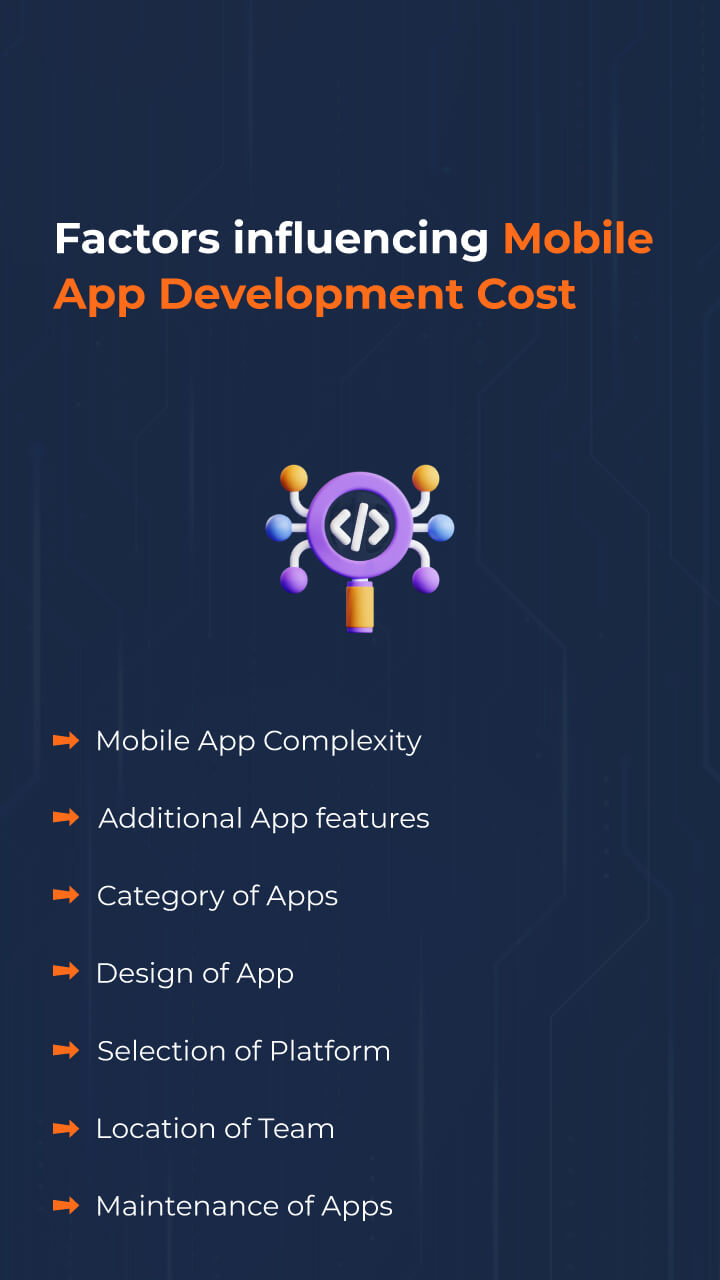 Factors influencing Mobile
App Development Cost
</>
Mobile App Complexity
Additional App features
Category of Apps
Design of App
Selection of Platform
Location of Team
Maintenance of Apps